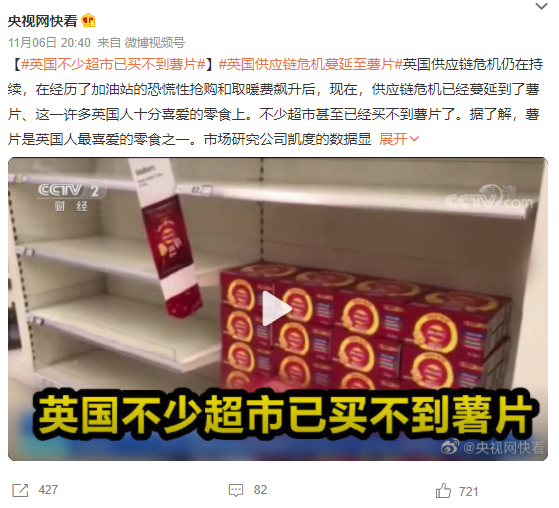 央视网快看
11月06日 20:40 来自 微博视频号
【#英国不少超市已买不到薯片#】#英国供应链危机蔓延至薯片#英国供应链危机仍在持
续，在经历了加油站的恐慌性抢购和取暖费飙升后，现在，供应链危机已经蔓延到了薯
片、这一许多英国人十分喜爱的零食上。不少超市甚至已经买不到薯片了。据了解，薯
片是英国人最喜爱的零食之一。市场研究公司凯度的数据显 展开
CCTV 2
财经
CCTV.com
英国不少超市已买不到薯片
@央视网快看
427
82
721